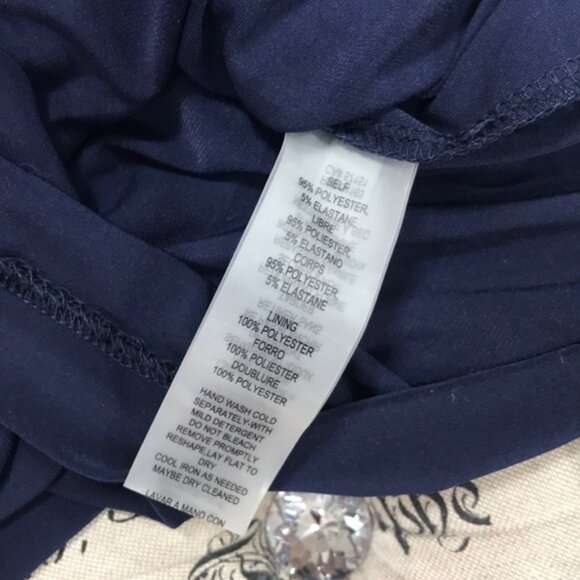 SELF
95% POLYESTER,
5% ELASTANE
LIBRE
95% POLIESTER,
5% ELASTANO
CORPS
95% POLYESTER,
5% ELASTANE
LINING
100% POLYESTER
FORRO
100% POLIESTER
DOUBLURE
100% POLYESTER
HAND WASH COLD
SEPARATELY-WITH
MILD DETERGENT
DO NOT BLEACH
REMOVE PROMPTLY
RESHAPE,LAY FLAT TO
DRY
COOL IRON AS NEEDED
MAYBE DRY CLEANED
LAVAR A MANO CON